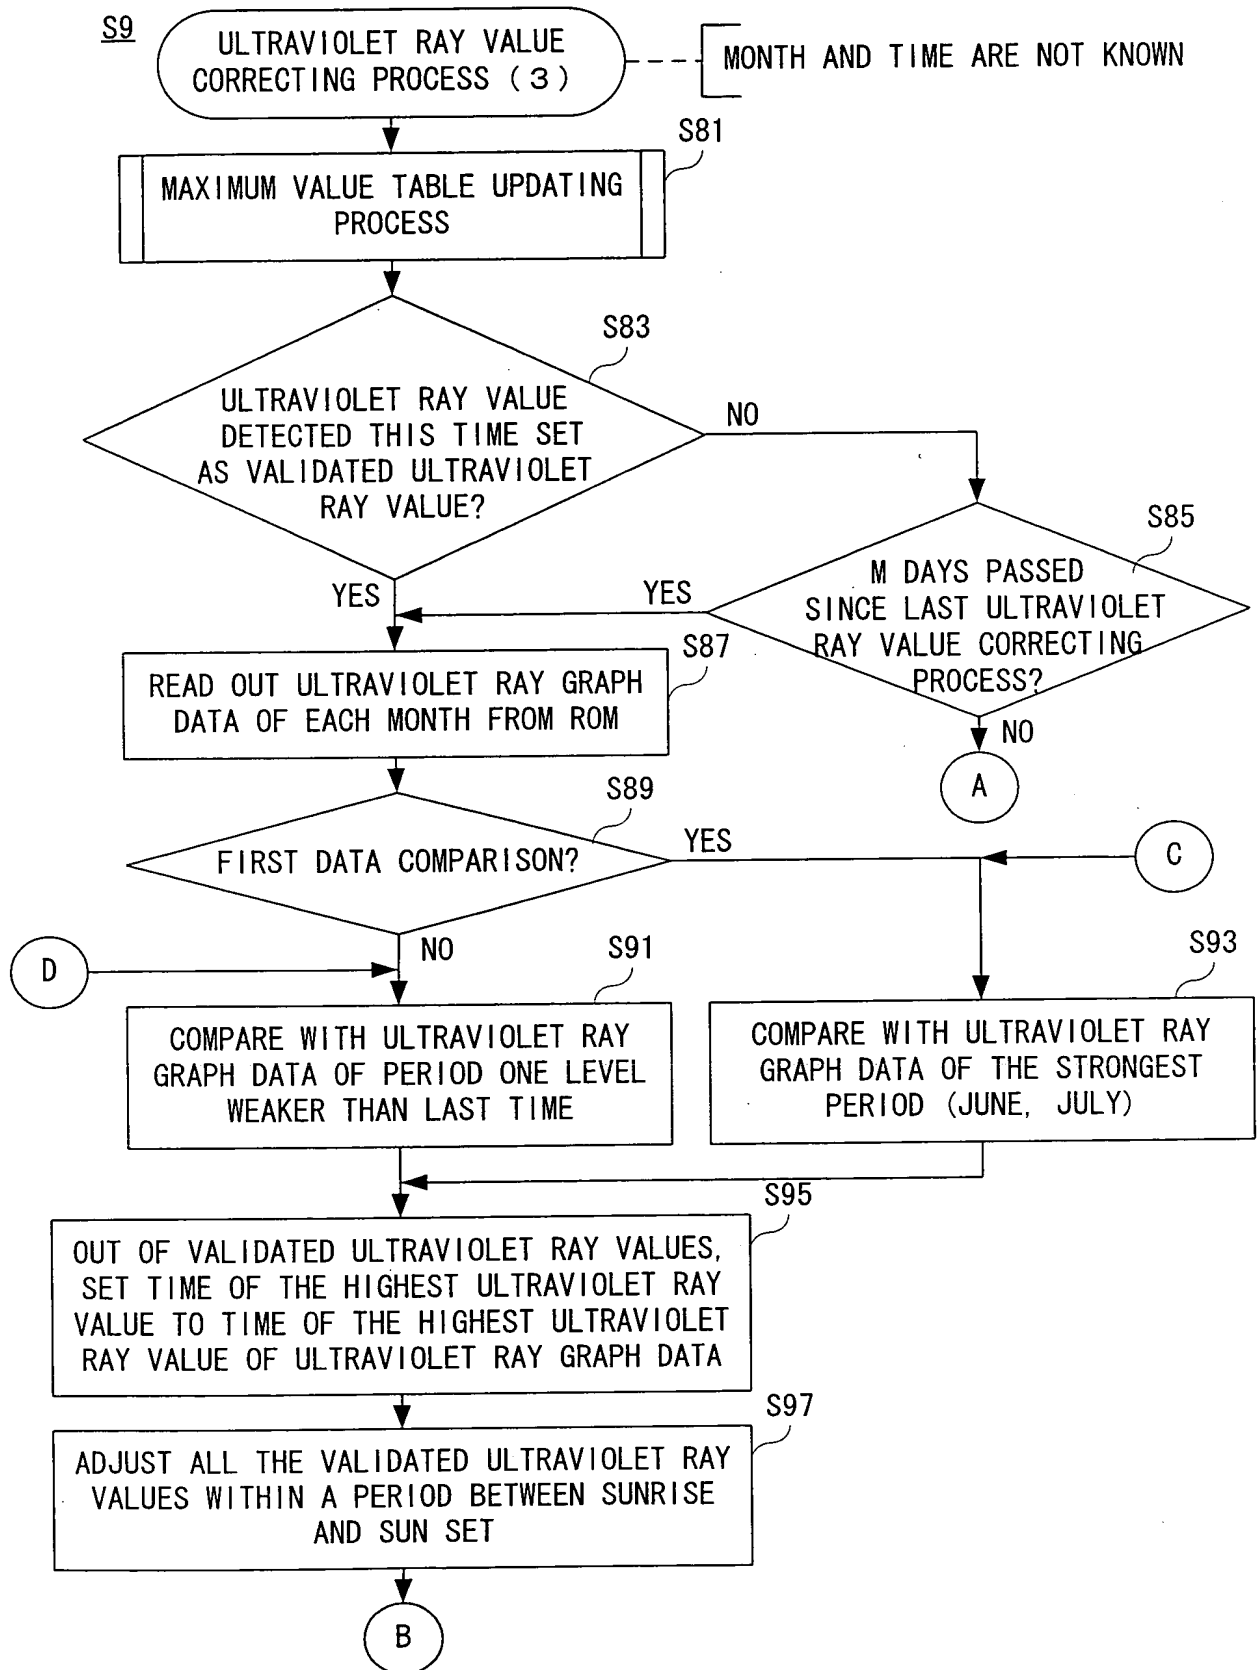 S9
ULTRAVIOLET RAY VALUE
CORRECTING PROCESS (3)
MONTH AND TIME ARE NOT KNOWN
S81
MAXIMUM VALUE TABLE UPDATING
PROCESS
S83
ULTRAVIOLET RAY VALUE
DETECTED THIS TIME SET
AS VALIDATED ULTRAVIOLET
RAY VALUE?
NO
YES
S85
M DAYS PASSED
SINCE LAST ULTRAVIOLET
RAY VALUE CORRECTING
PROCESS?
YES
NO
A
S87
READ OUT ULTRAVIOLET RAY GRAPH
DATA OF EACH MONTH FROM ROM
S89
FIRST DATA COMPARISON?
YES
C
NO
D
S91
COMPARE WITH ULTRAVIOLET RAY
GRAPH DATA OF PERIOD ONE LEVEL
WEAKER THAN LAST TIME
S93
COMPARE WITH ULTRAVIOLET RAY
GRAPH DATA OF THE STRONGEST
PERIOD (JUNE, JULY)
S95
OUT OF VALIDATED ULTRAVIOLET RAY VALUES,
SET TIME OF THE HIGHEST ULTRAVIOLET RAY
VALUE TO TIME OF THE HIGHEST ULTRAVIOLET
RAY VALUE OF ULTRAVIOLET RAY GRAPH DATA
S97
ADJUST ALL THE VALIDATED ULTRAVIOLET RAY
VALUES WITHIN A PERIOD BETWEEN SUNRISE
AND SUN SET
B